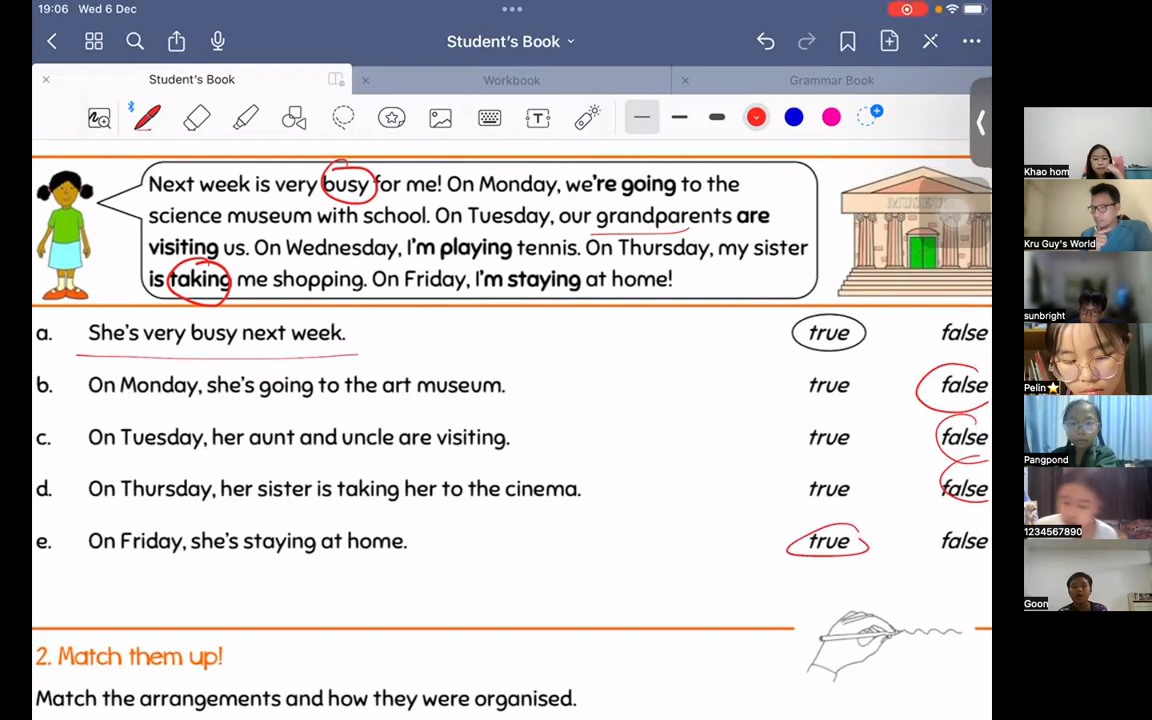 19:06 Wed 6 Dec
Student's Book
Student's Book
Workbook
Grammar Book
Next week is very busy for me! On Monday, we're going to the
science museum with school. On Tuesday, our grandparents are
visiting us. On Wednesday, I'm playing tennis. On Thursday, my sister
is taking me shopping. On Friday, I'm staying at home!
MUSEUM
a. She's very busy next week. true false
b. On Monday, she's going to the art museum. true false
c. On Tuesday, her aunt and uncle are visiting. true false
d. On Thursday, her sister is taking her to the cinema. true false
e. On Friday, she's staying at home. true false
2. Match them up!
Match the arrangements and how they were organised.
Khao hom
Kru Guy's World
sunbright
Pelin⭐
Pangpond
1234567890
Goon